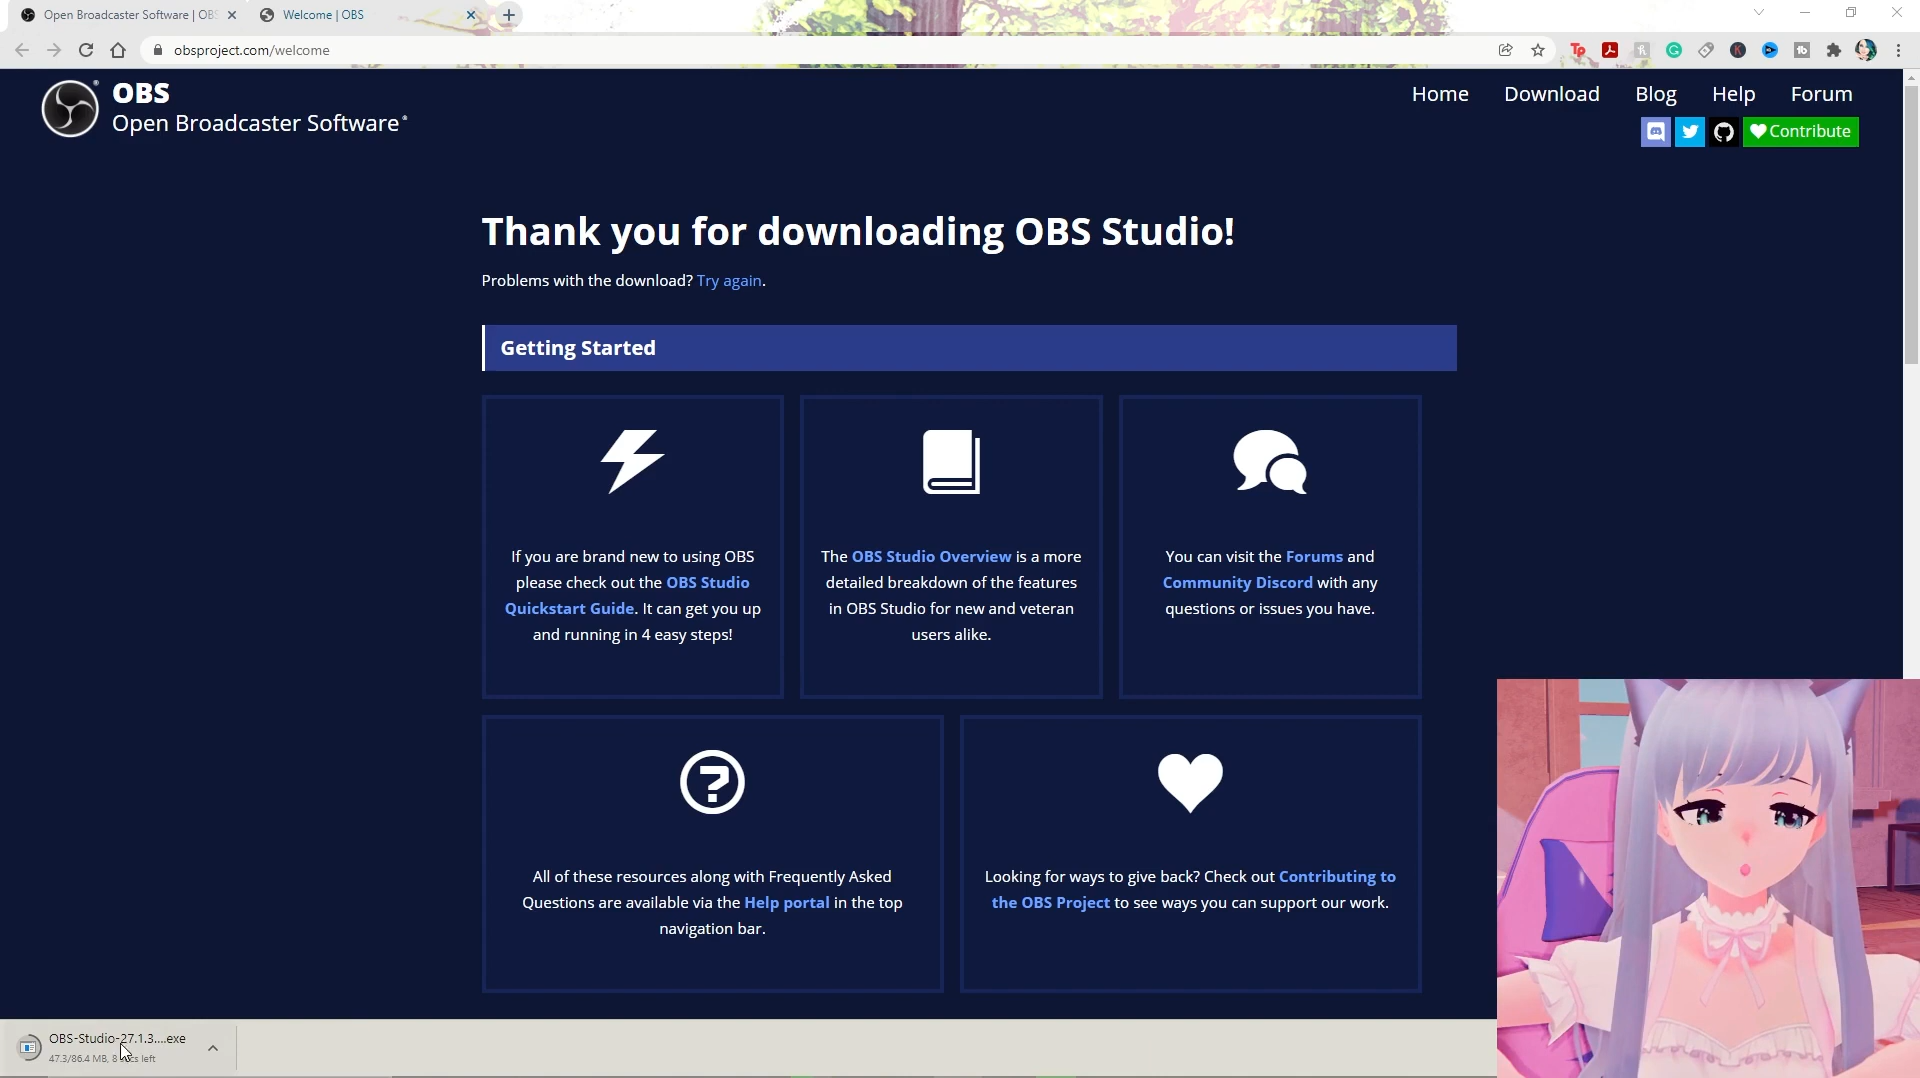 Open Broadcaster Software | OBS
Welcome | OBS
obsproject.com/welcome
OBS
Open Broadcaster Software
Home
Download
Blog
Help
Forum
Contribute
Thank you for downloading OBS Studio!
Problems with the download? Try again.
Getting Started
If you are brand new to using OBS
please check out the OBS Studio
Quickstart Guide. It can get you up
and running in 4 easy steps!
The OBS Studio Overview is a more
detailed breakdown of the features
in OBS Studio for new and veteran
users alike.
You can visit the Forums and
Community Discord with any
questions or issues you have.
All of these resources along with Frequently Asked
Questions are available via the Help portal in the top
navigation bar.
Looking for ways to give back? Check out Contributing to
the OBS Project to see ways you can support our work.
OBS-Studio-27.1.3....exe
47.3/86.4 MB, 8 left